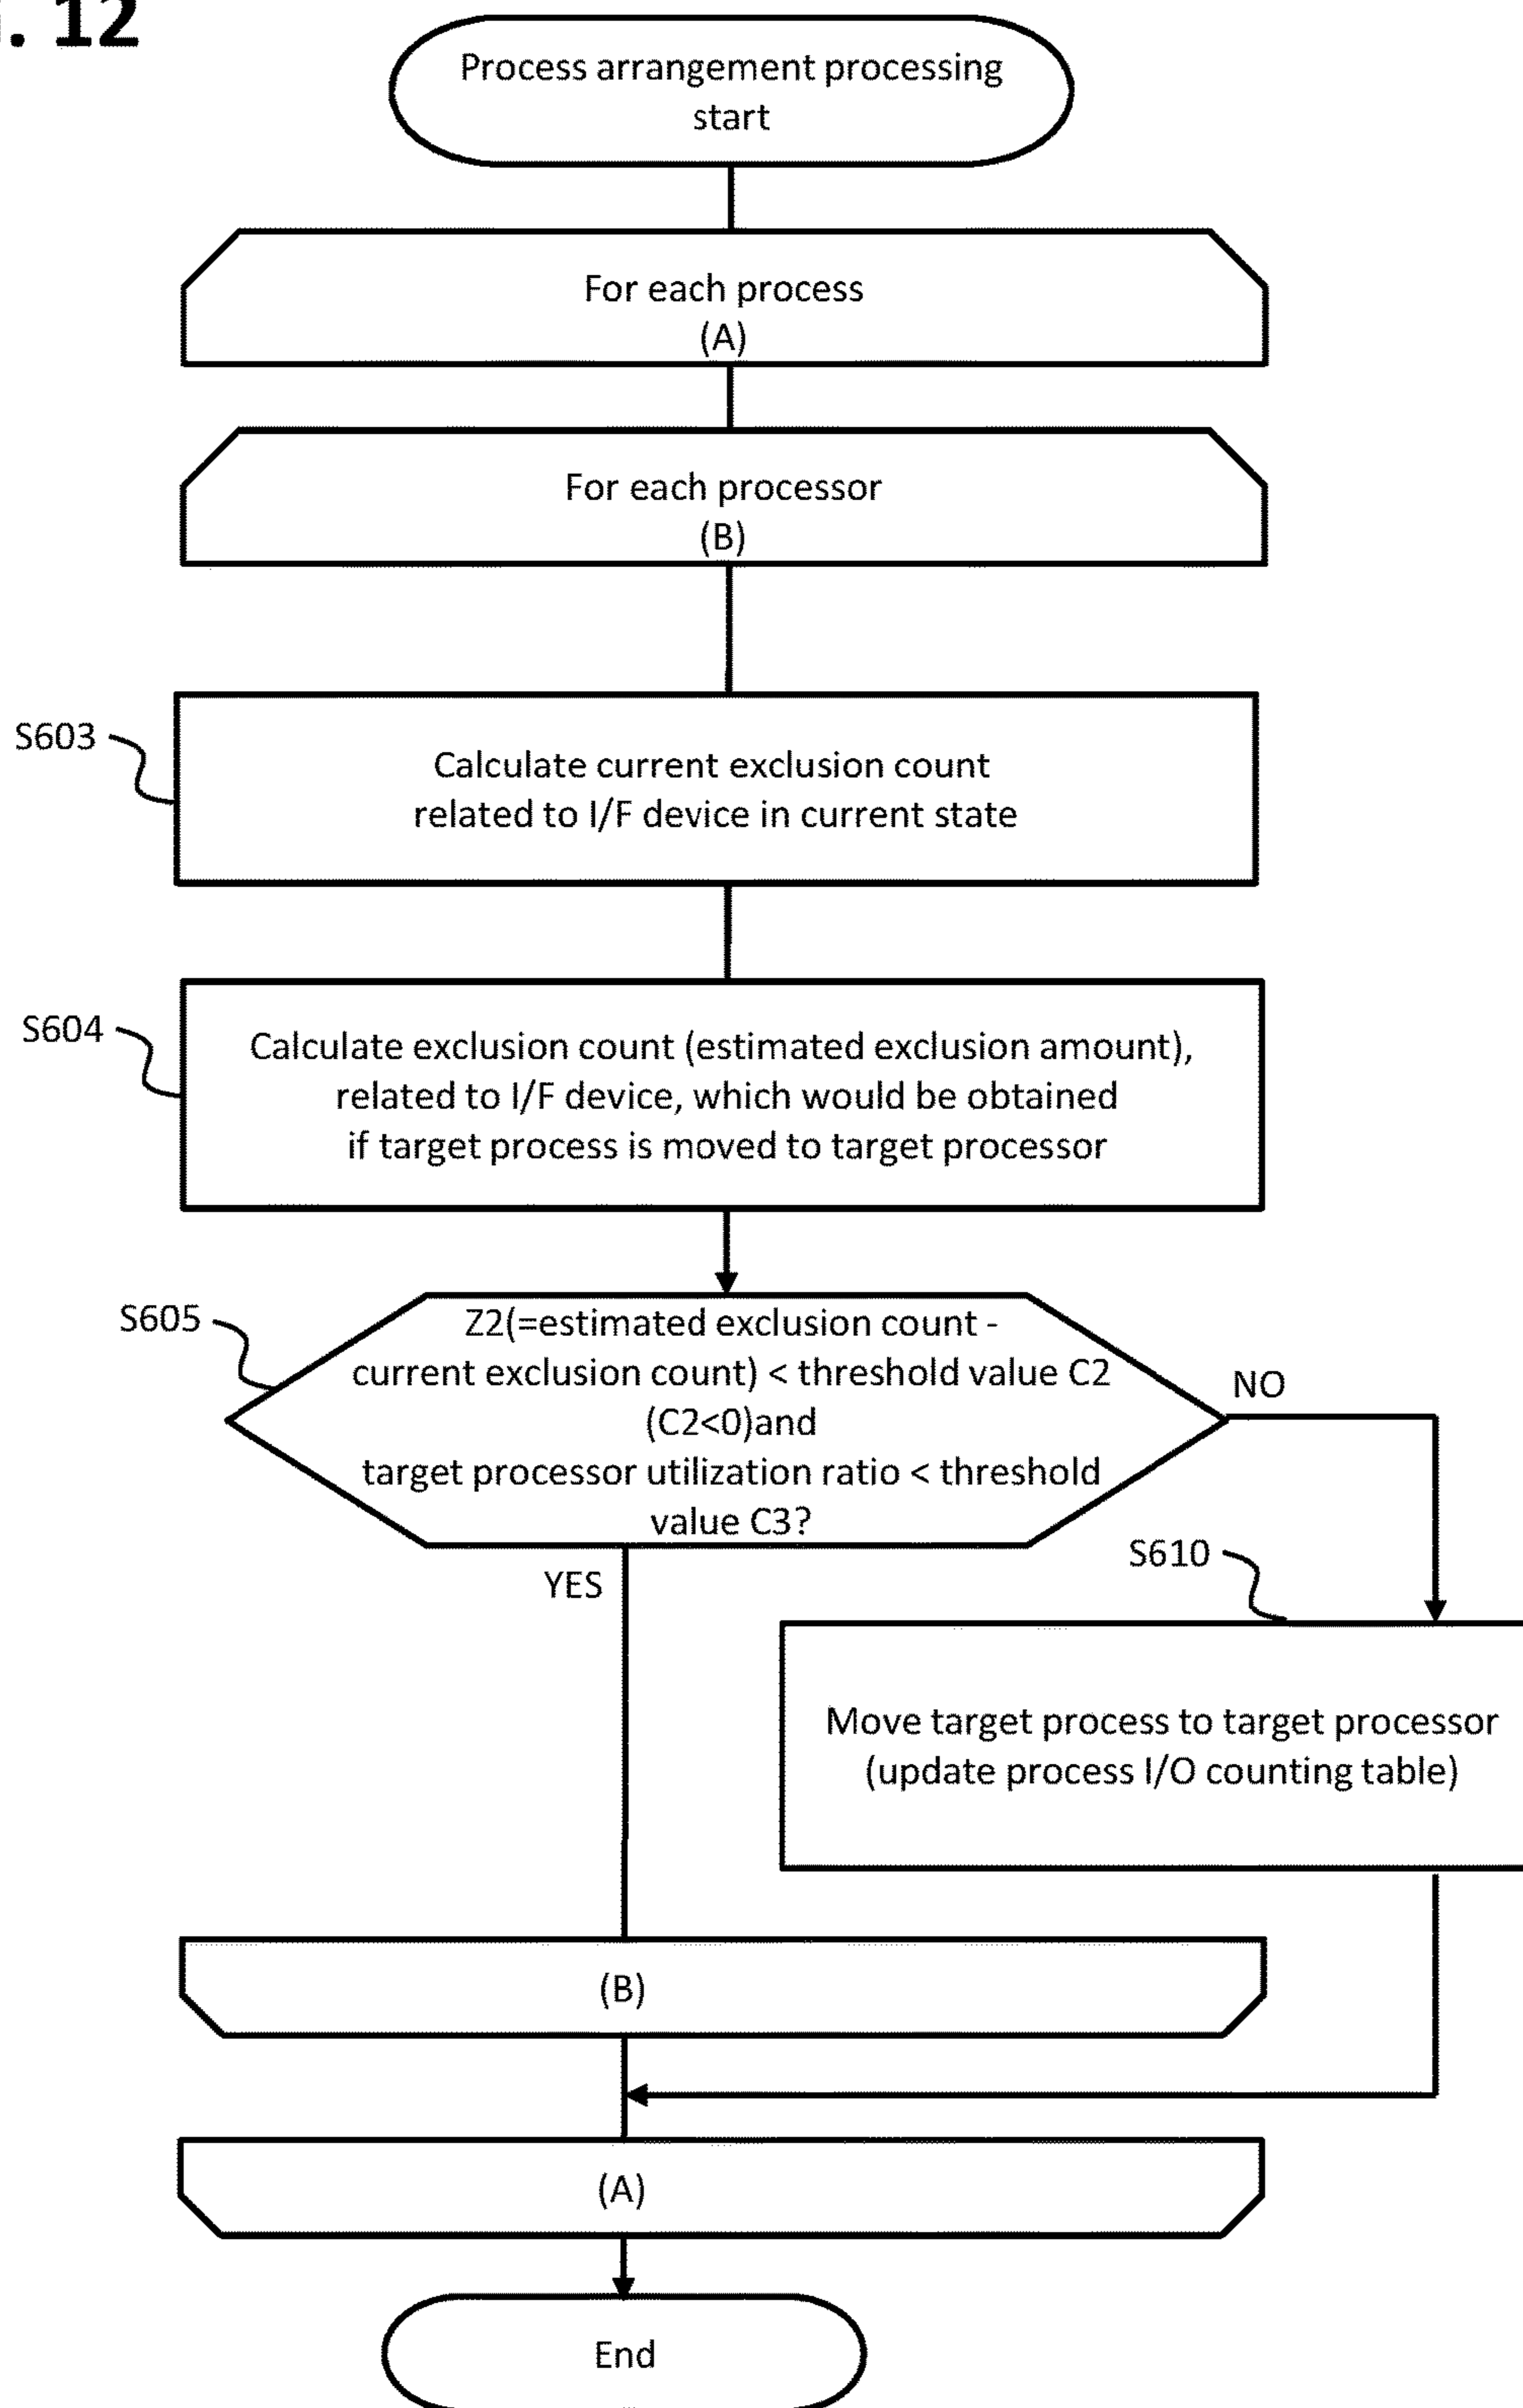 . 12
Process arrangement processing
start
For each process
(A)
For each processor
(B)
S603
Calculate current exclusion count
related to I/F device in current state
S604
Calculate exclusion count (estimated exclusion amount),
related to I/F device, which would be obtained
if target process is moved to target processor
S605
Z2(=estimated exclusion count -
current exclusion count) < threshold value C2
(C2<0)and
target processor utilization ratio < threshold
value C3?
NO
YES
S610
Move target process to target processor
(update process I/O counting table)
(B)
(A)
End